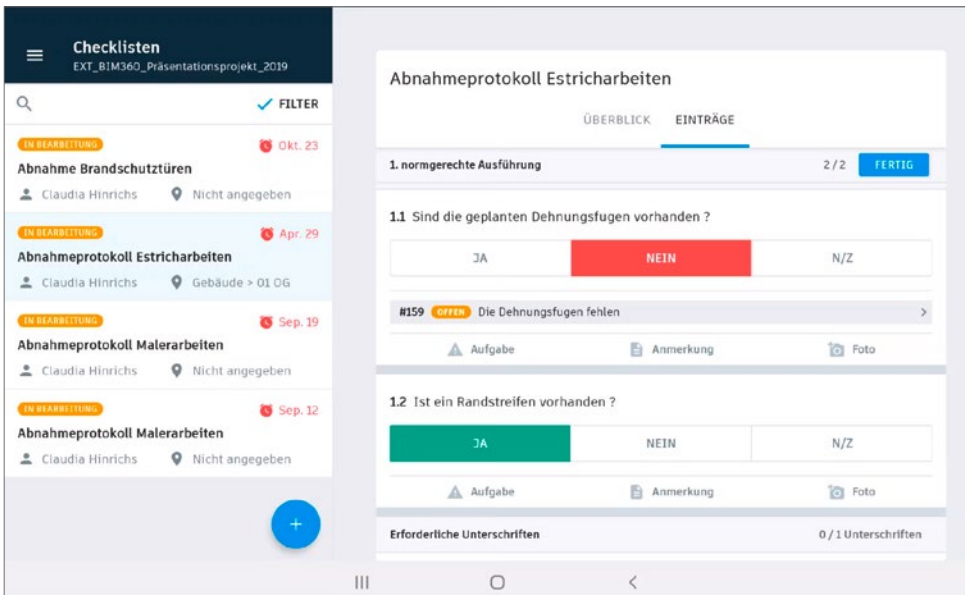 Checklisten
EXT_BIM360_Präsentationsprojekt_2019
FILTER
IN BEARBEITUNG Okt. 23
Abnahme Brandschutztüren
Claudia Hinrichs Nicht angegeben
IN BEARBEITUNG Apr. 29
Abnahmeprotokoll Estricharbeiten
Claudia Hinrichs Gebäude > 01 OG
IN BEARBEITUNG Sep. 19
Abnahmeprotokoll Malerarbeiten
Claudia Hinrichs Nicht angegeben
IN BEARBEITUNG Sep. 12
Abnahmeprotokoll Malerarbeiten
Claudia Hinrichs Nicht angegeben
Abnahmeprotokoll Estricharbeiten
ÜBERBLICK EINTRÄGE
1. normgerechte Ausführung 2/2 FERTIG
1.1 Sind die geplanten Dehnungsfugen vorhanden ?
JA NEIN N/Z
#159 OFFEN Die Dehnungsfugen fehlen
Aufgabe Anmerkung Foto
1.2 Ist ein Randstreifen vorhanden ?
JA NEIN N/Z
Aufgabe Anmerkung Foto
Erforderliche Unterschriften 0/1 Unterschriften